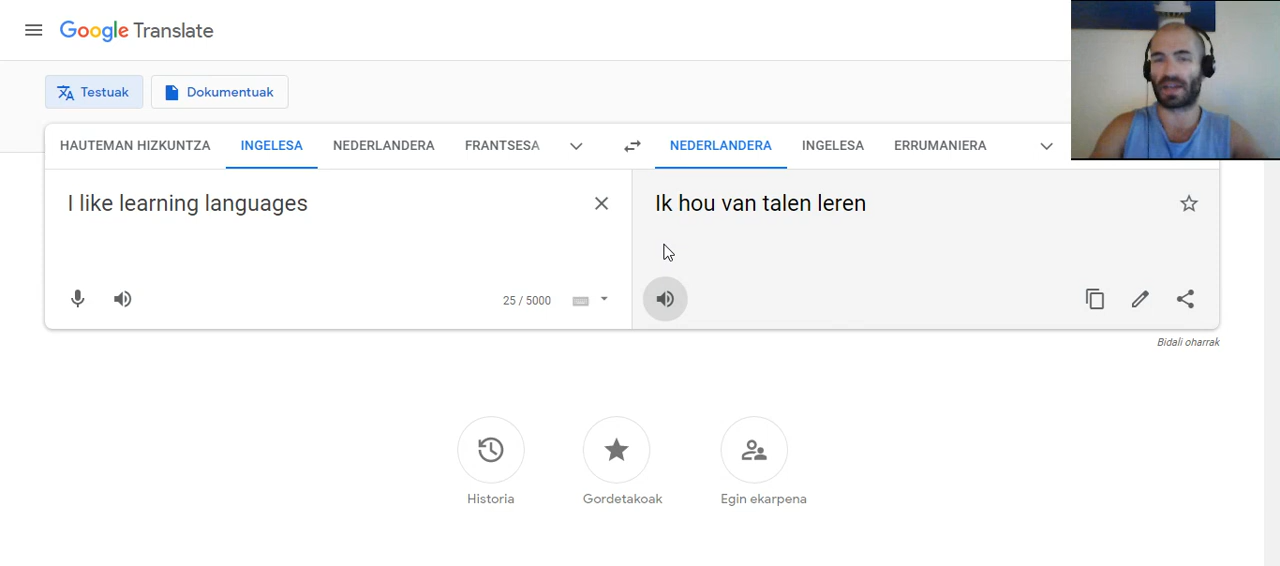 Google Translate
Testuak
Dokumentuak
HAUTEMAN HIZKUNTZA INGELESA NEDERLANDERA FRANTSESA NEDERLANDERA INGELESA ERRUMANIERA
I like learning languages
Ik hou van talen leren
25 / 5000
Bidali oharrak
Historia
Gordetakoak
Egin ekarpena